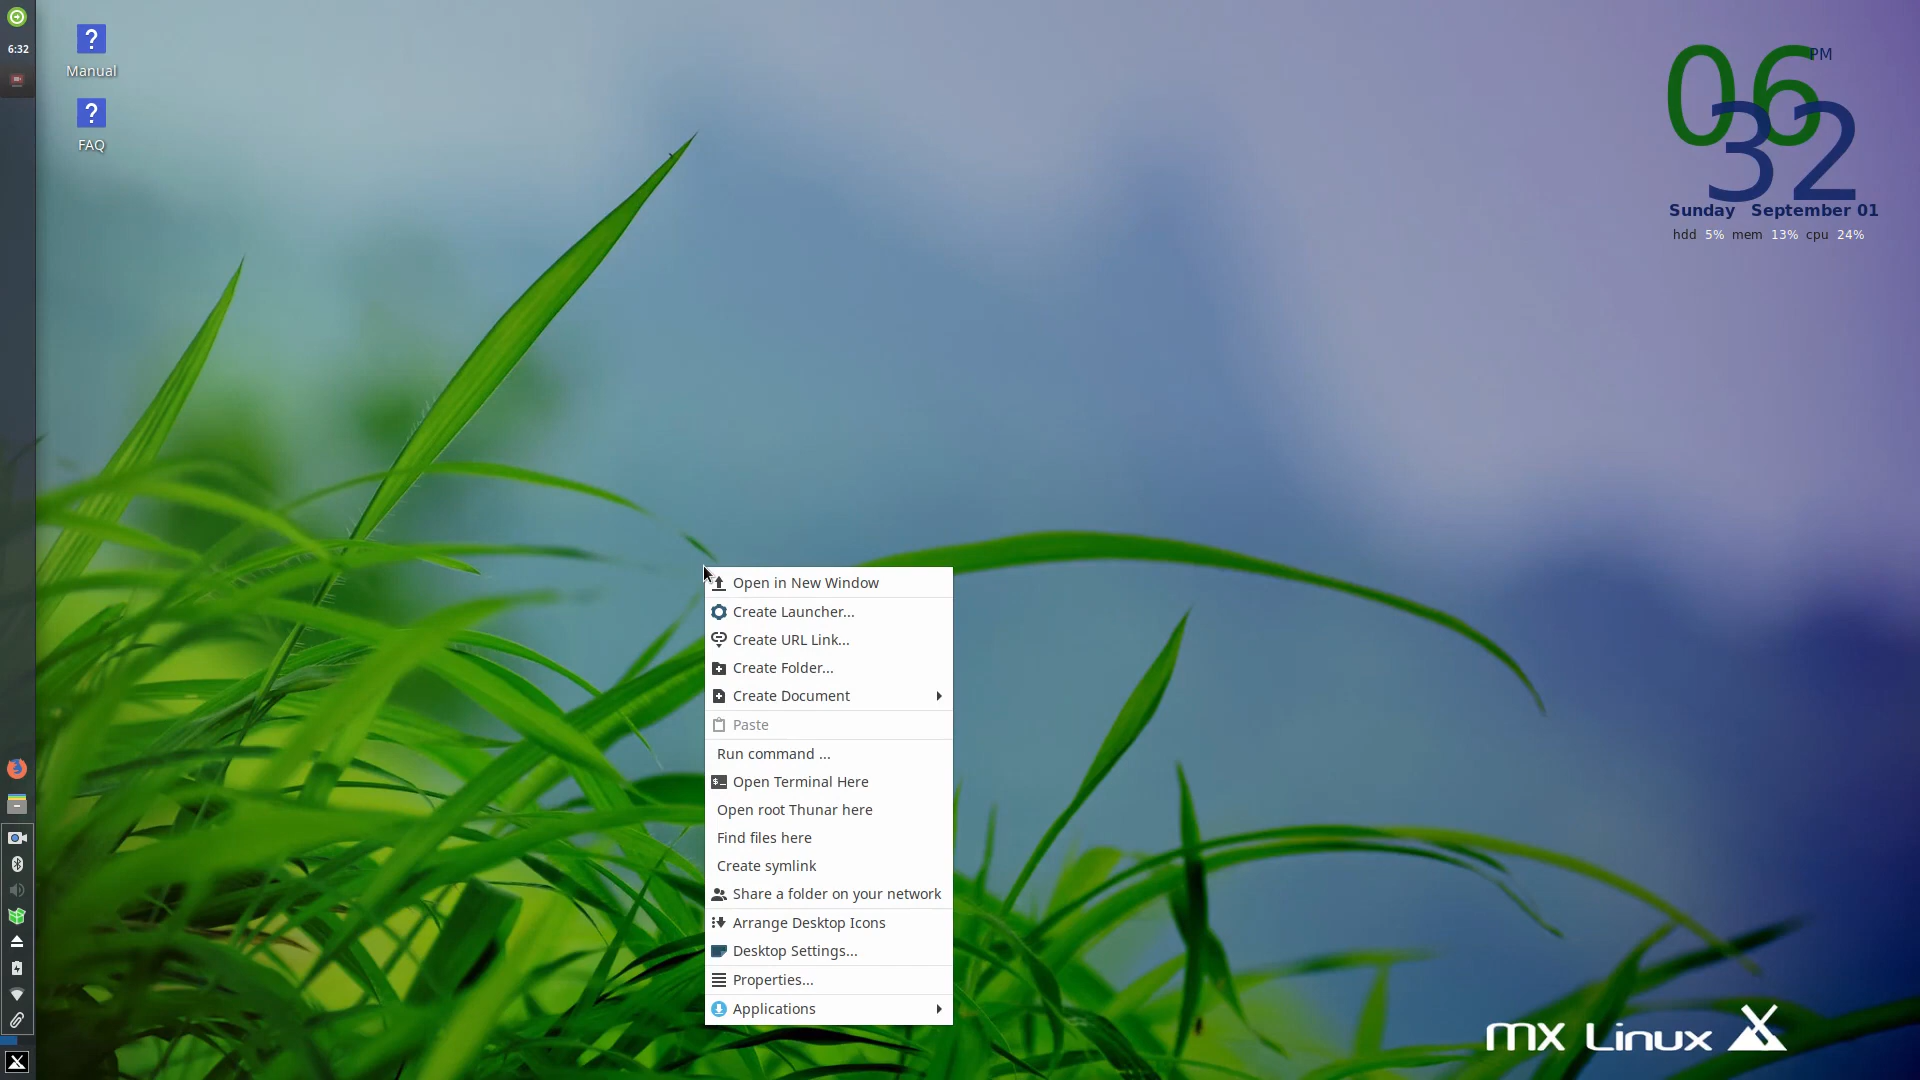 6:32
Manual
FAQ
06 PM
32
Sunday September 01
hdd 5% mem 13% cpu 24%
Open in New Window
Create Launcher...
Create URL Link...
Create Folder...
Create Document
Paste
Run command ...
Open Terminal Here
Open root Thunar here
Find files here
Create symlink
Share a folder on your network
Arrange Desktop Icons
Desktop Settings...
Properties...
Applications
MX Linux